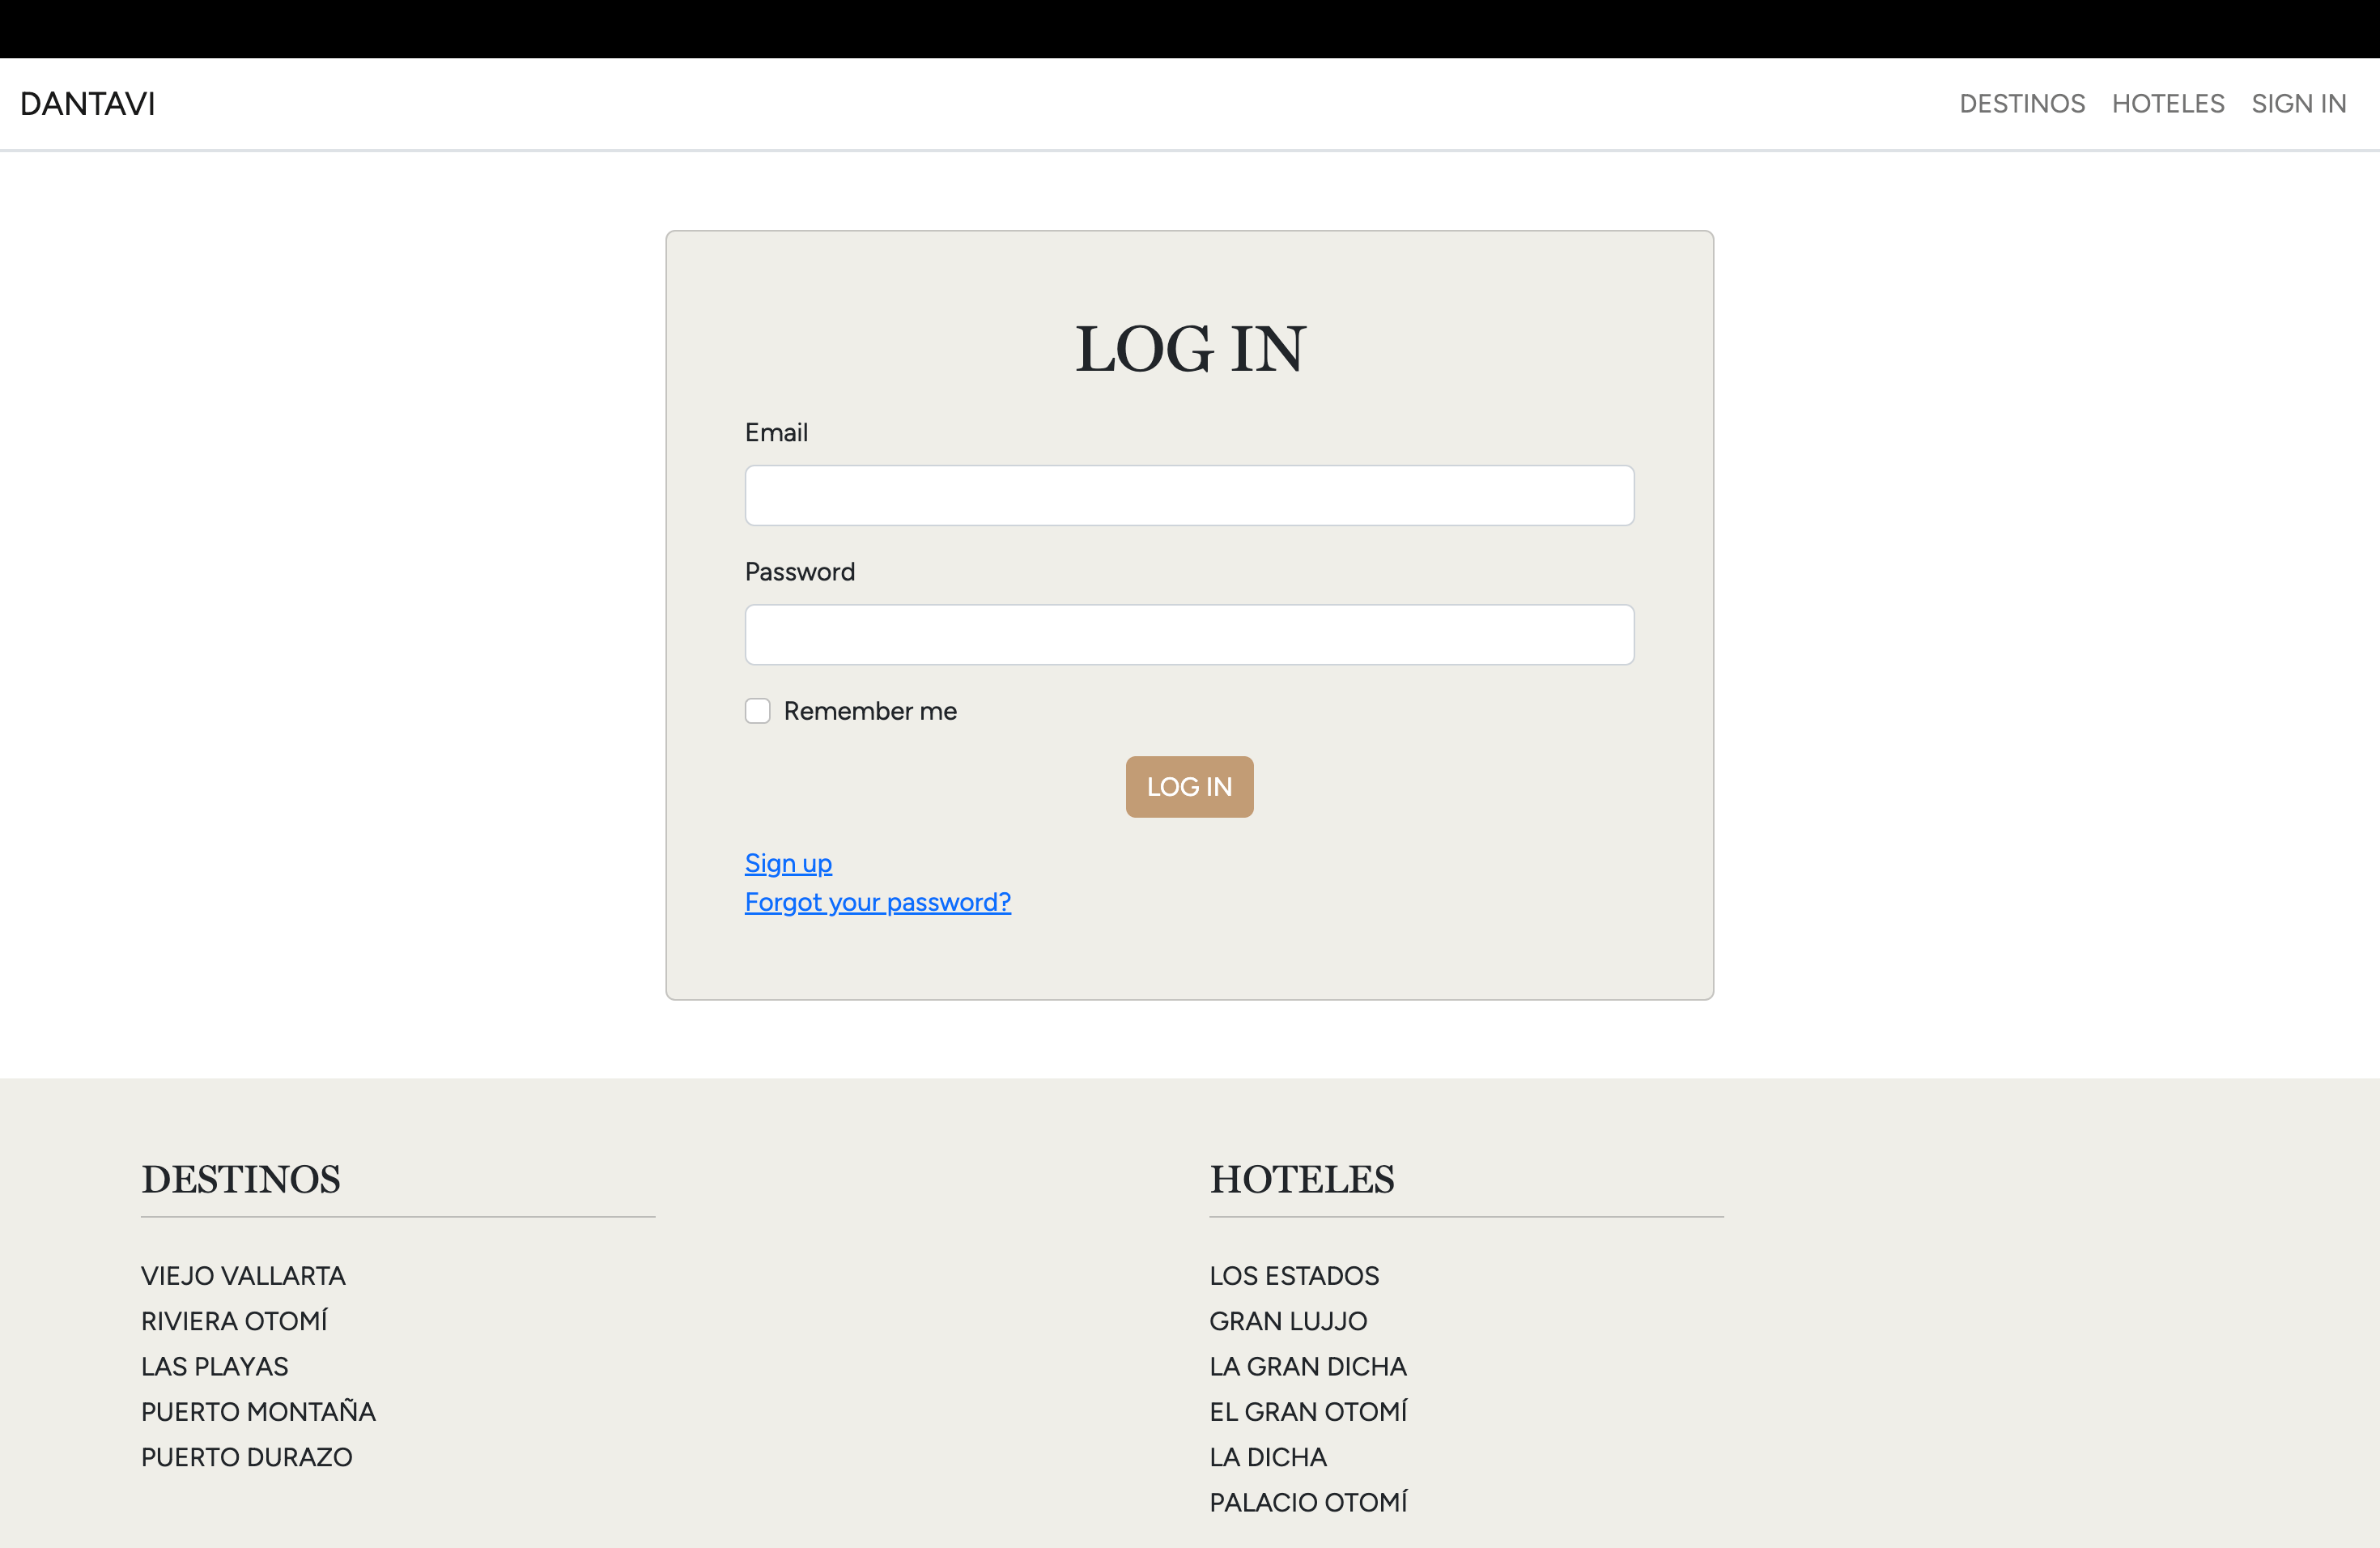 DANTAVI
DESTINOS HOTELES SIGN IN
LOG IN
Email
Password
Remember me
LOG IN
Sign up
Forgot your password?
DESTINOS
VIEJO VALLARTA
RIVIERA OTOMÍ
LAS PLAYAS
PUERTO MONTAÑA
PUERTO DURAZO
HOTELES
LOS ESTADOS
GRAN LUJJO
LA GRAN DICHA
EL GRAN OTOMÍ
LA DICHA
PALACIO OTOMÍ